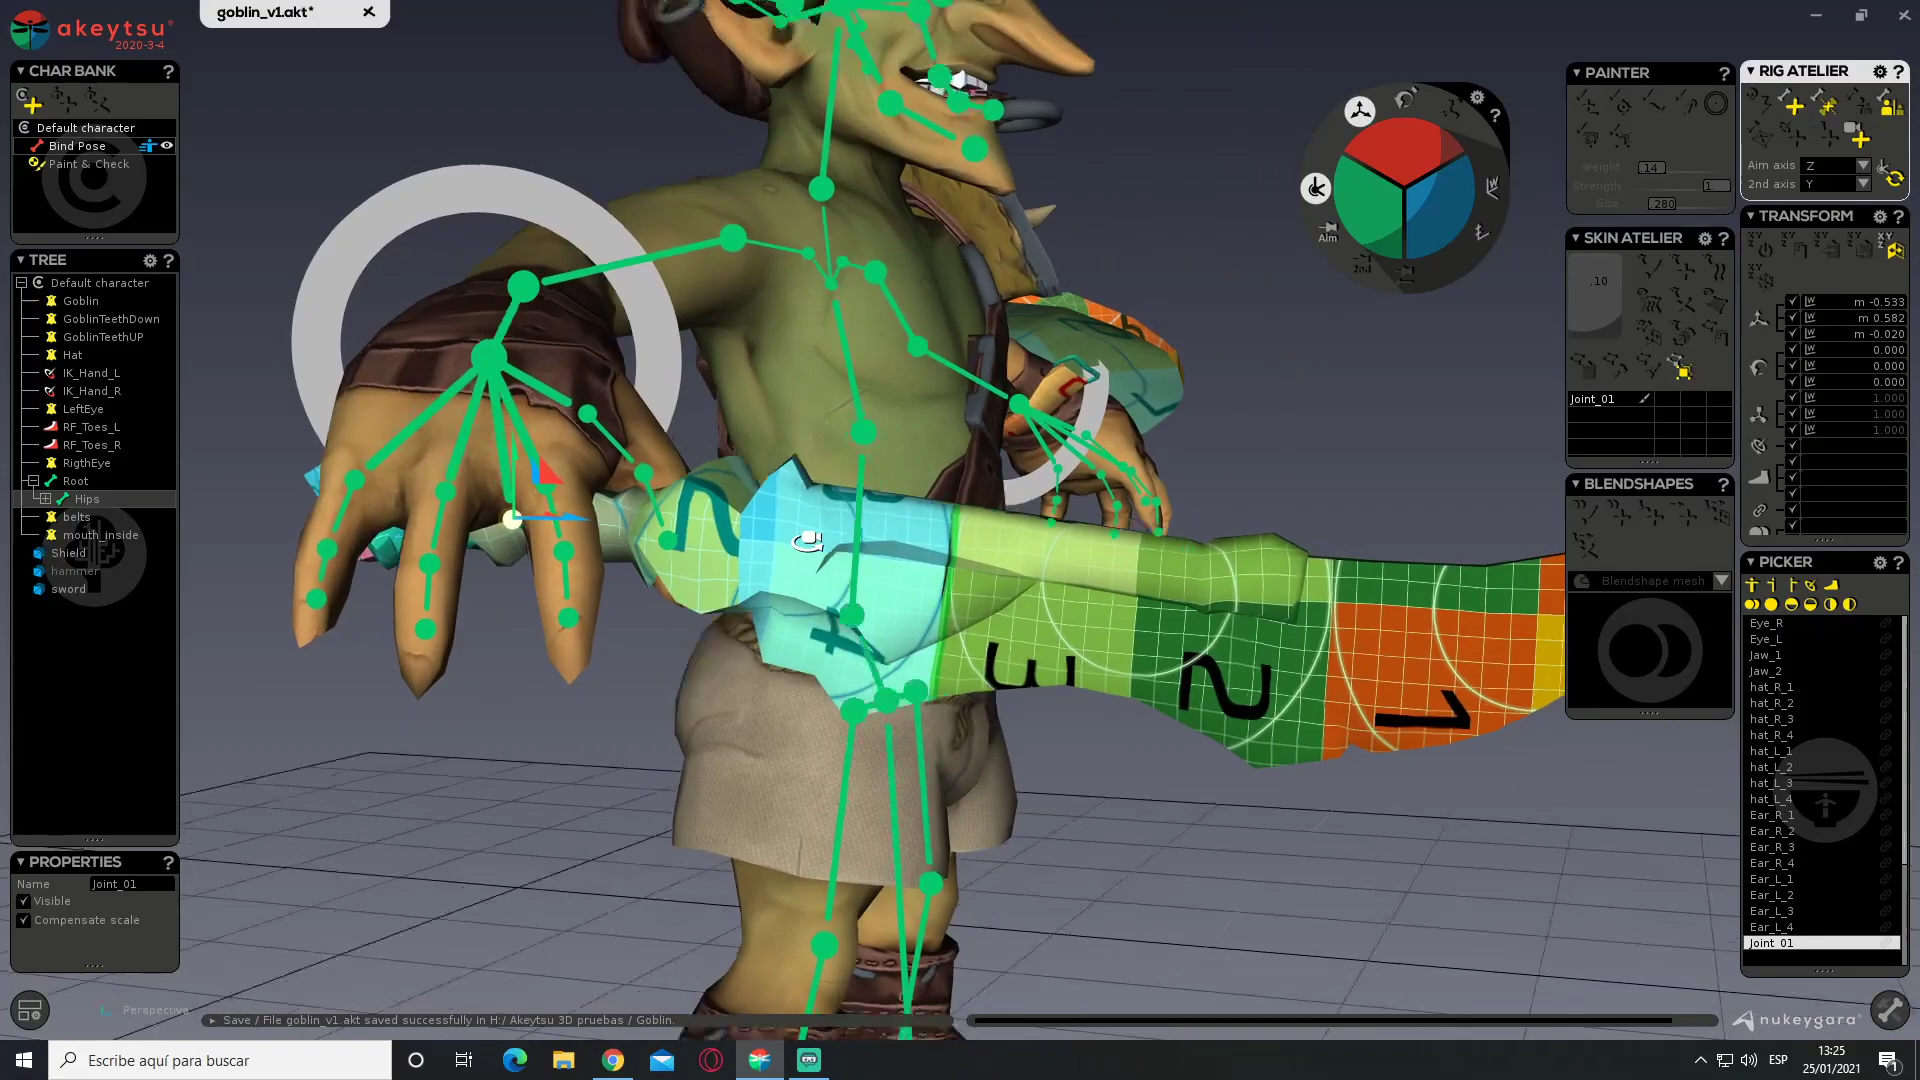 akeytsu
2020-3-4
goblin_v1.akt*
CHAR BANK
?
Default character
Bind Pose
Paint & Check
TREE
?
Default character
Goblin
GoblinTeethDown
GoblinTeethUP
Hat
IK_Hand_L
IK_Hand_R
LeftEye
RF_Toes_L
RF_Toes_R
RigthEye
Root
Hips
belts
mouth_inside
Shield
hammer
sword
PROPERTIES
?
Name
Joint_01
Visible
Compensate scale
Perspective
Save / File goblin_v1.akt saved successfully in H:/ Akeytsu 3D pruebas / Goblin.
?
Aim
2nd
3
2
1
PAINTER
?
Weight
.14
Strength
1.
Size
.280
SKIN ATELIER
?
.10
Joint_01
BLENDSHAPES
?
Blendshape mesh
RIG ATELIER
?
Aim axis
Z
2nd axis
Y
TRANSFORM
?
m -0.533
m 0.582
m -0.020
0.000
0.000
0.000
1.000
1.000
1.000
PICKER
?
Eye_R
Eye_L
Jaw_1
Jaw_2
hat_R_1
hat_R_2
hat_R_3
hat_R_4
hat_L_1
hat_L_2
hat_L_3
hat_L_4
Ear_R_1
Ear_R_2
Ear_R_3
Ear_R_4
Ear_L_1
Ear_L_2
Ear_L_3
Ear_L_4
Joint_01
nukeygara
Escribe aquí para buscar
ESP
13:25
25/01/2021
1